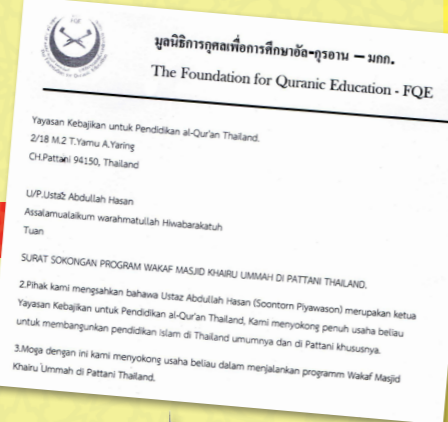 มูลนิธิการกุศลเพื่อการศึกษาอัล-กุรอาน — มกก.
The Foundation for Quranic Education - FQE
Yayasan Kebajikan untuk Pendidikan al-Qur'an Thailand.
2/18 M.2 T.Yamu A.Yaring
CH.Pattani 94150, Thailand
U/P.Ustaz Abdullah Hasan
Assalamualaikum warahmatullah Hiwabarakatuh
Tuan
SURAT SOKONGAN PROGRAM WAKAF MASJID KHAIRU UMMAH DI PATTANI THAILAND.
2.Pihak kami mengsahkan bahawa Ustaz Abdullah Hasan (Soontorn Piyawason) merupakan ketua
Yayasan Kebajikan untuk Pendidikan al-Qur'an Thailand, Kami menyokong penuh usaha beliau
untuk membangunkan pendidikan islam di Thailand umumnya dan di Pattani khususnya.
3.Moga dengan ini kami menyokong usaha beliau dalam menjalankan programm Wakaf Masjid
Khairu Ummah di Pattani Thailand.